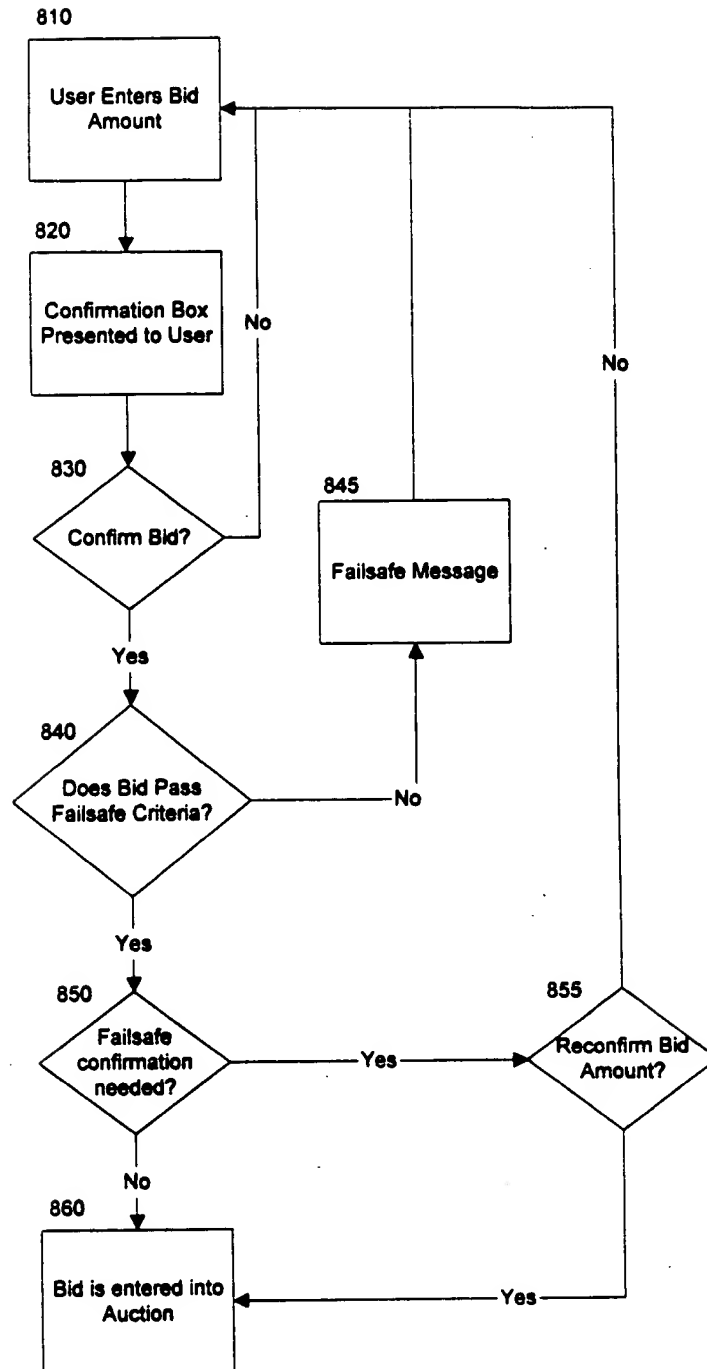 810
User Enters Bid
Amount
820
Confirmation Box
Presented to User
No
No
830
Confirm Bid?
845
Failsafe Message
Yes
840
Does Bid Pass
Failsafe Criteria?
No
Yes
850
Failsafe
confirmation
needed?
Yes
855
Reconfirm Bid
Amount?
No
860
Bid is entered into
Auction
Yes